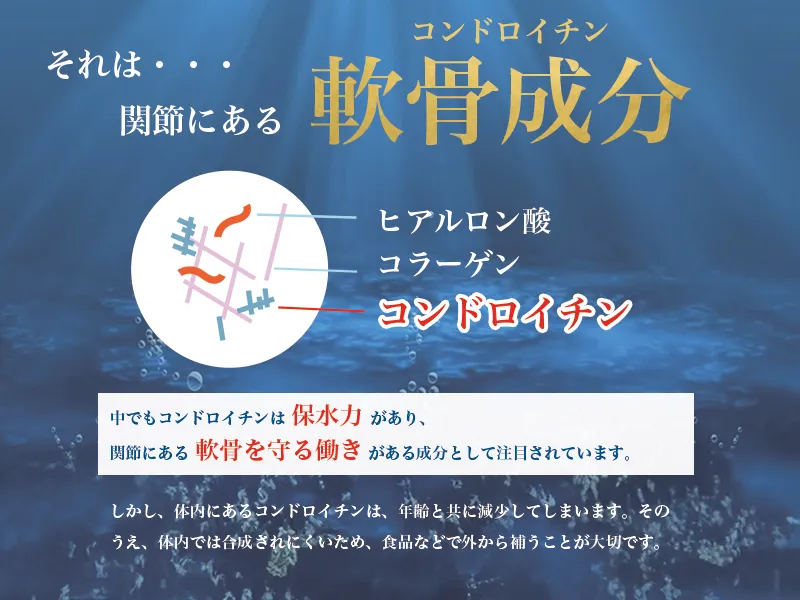 それは・・・
コンドロイチン
関節にある 軟骨成分
ヒアルロン酸
コラーゲン
コンドロイチン
中でもコンドロイチンは 保水力 があり、
関節にある 軟骨を守る働き がある成分として注目されています。
しかし、体内にあるコンドロイチンは、年齢と共に減少してしまいます。その
うえ、体内では合成されにくいため、食品などで外から補うことが大切です。